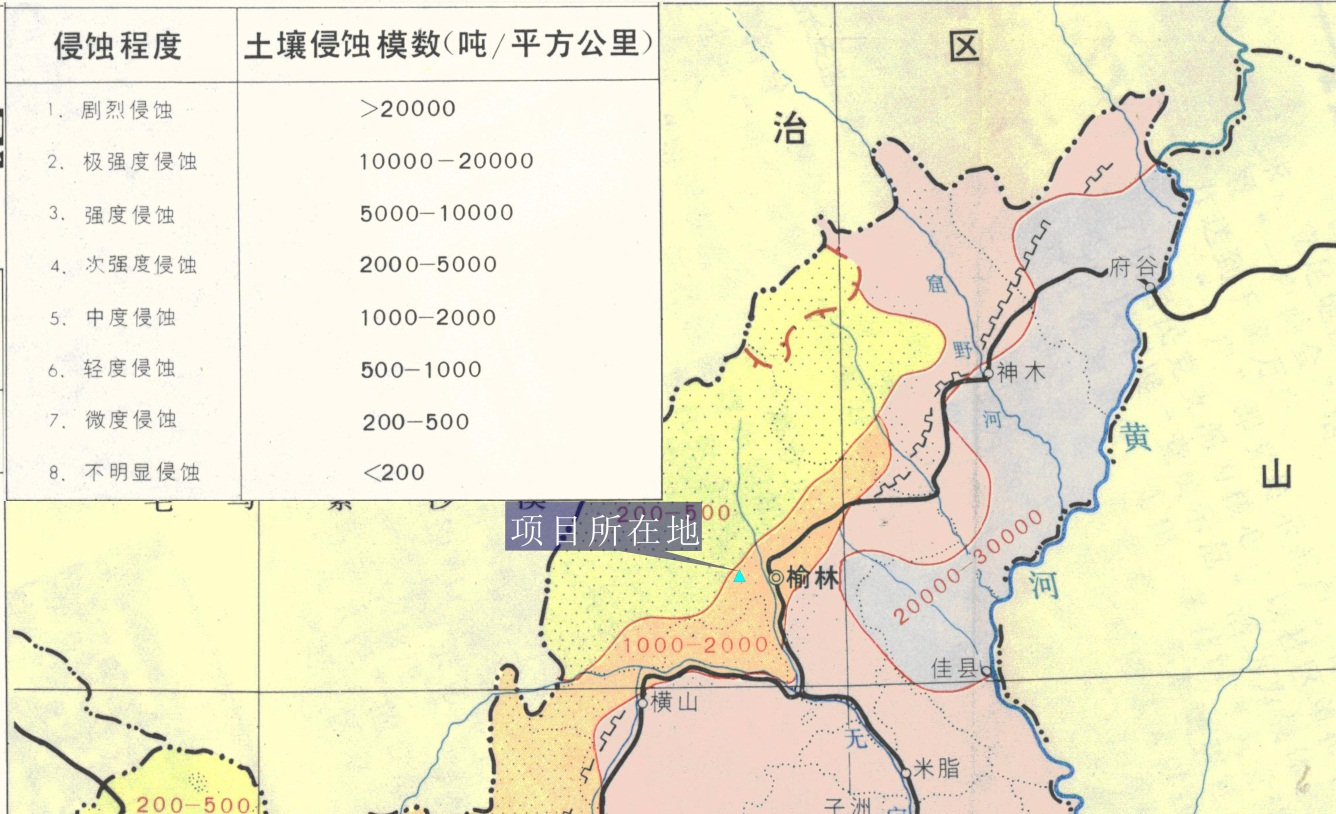 侵蚀程度 土壤侵蚀模数(吨/平方公里)
1. 剧烈侵蚀 >20000
2. 极强度侵蚀 10000-20000
3. 强度侵蚀 5000-10000
4. 次强度侵蚀 2000-5000
5. 中度侵蚀 1000-2000
6. 轻度侵蚀 500-1000
7. 微度侵蚀 200-500
8. 不明显侵蚀 <200
区
治
府谷
窟
野
神木
河
黄
山
200-500
项目所在地
20000-30000
榆林
河
1000-2000
佳县
横山
无
米脂
200-500
子洲